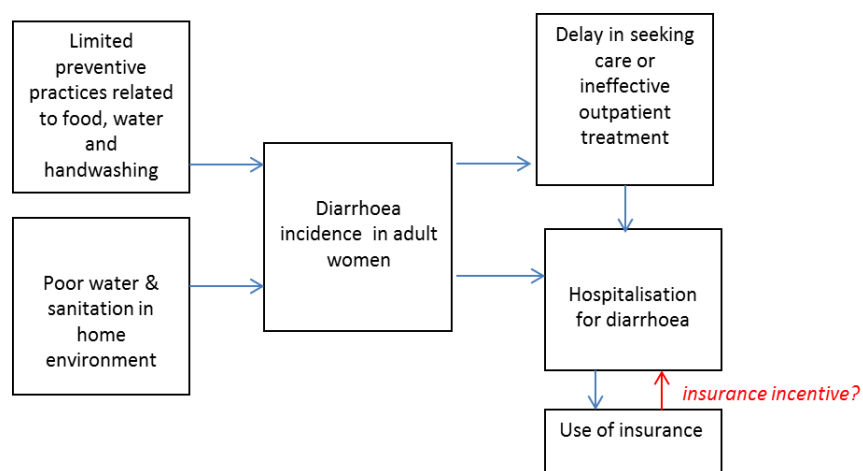 Limited
preventive
practices related
to food, water
and
handwashing
Poor water &
sanitation in
home
environment
Diarrhoea
incidence in adult
women
Delay in seeking
care or
ineffective
outpatient
treatment
Hospitalisation
for diarrhoea
insurance incentive?
Use of insurance